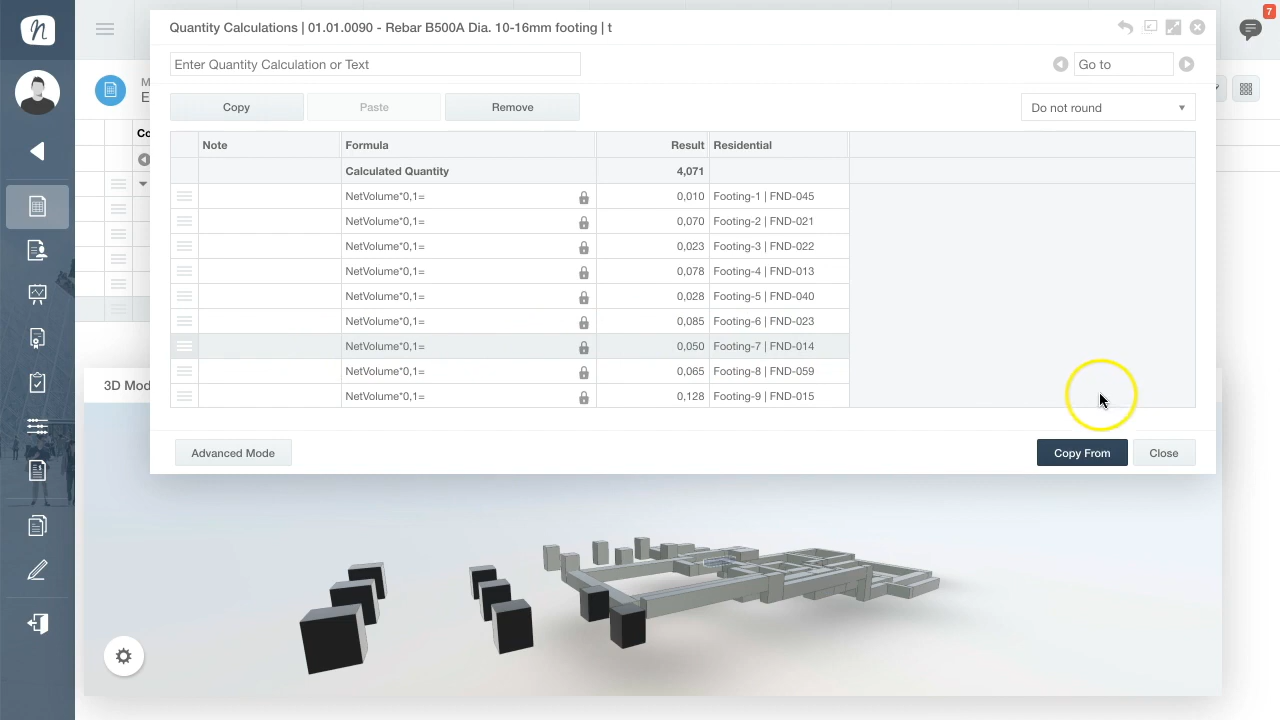 n
7
Quantity Calculations | 01.01.0090 - Rebar B500A Dia. 10-16mm footing | t
Enter Quantity Calculation or Text
Go to
M
E
Copy
Paste
Remove
Do not round
Co
Note
Formula
Result
Residential
Calculated Quantity
4,071
NetVolume*0,1=
0,010
Footing-1 | FND-045
NetVolume*0,1=
0,070
Footing-2 | FND-021
NetVolume*0,1=
0,023
Footing-3 | FND-022
NetVolume*0,1=
0,078
Footing-4 | FND-013
NetVolume*0,1=
0,028
Footing-5 | FND-040
NetVolume*0,1=
0,085
Footing-6 | FND-023
NetVolume*0,1=
0,050
Footing-7 | FND-014
NetVolume*0,1=
0,065
Footing-8 | FND-059
NetVolume*0,1=
0,128
Footing-9 | FND-015
3D Mod
Advanced Mode
Copy From
Close